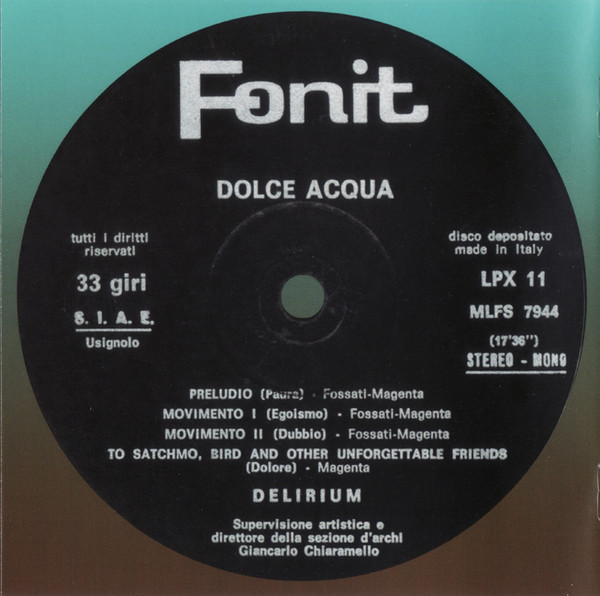 Fonit
DOLCE ACQUA
tutti i diritti
riservati
33 giri
S. I. A. E.
Usignolo
disco depositato
made in Italy
LPX 11
MLFS 7944
(17'36")
STEREO - MONO
PRELUDIO (Paura) - Fossati-Magenta
MOVIMENTO I (Egoismo) - Fossati-Magenta
MOVIMENTO II (Dubbio) - Fossati-Magenta
TO SATCHMO, BIRD AND OTHER UNFORGETTABLE FRIENDS
(Dolore) - Magenta
DELIRIUM
Supervisione artistica e
direttore della sezione d'archi
Giancarlo Chiaramello